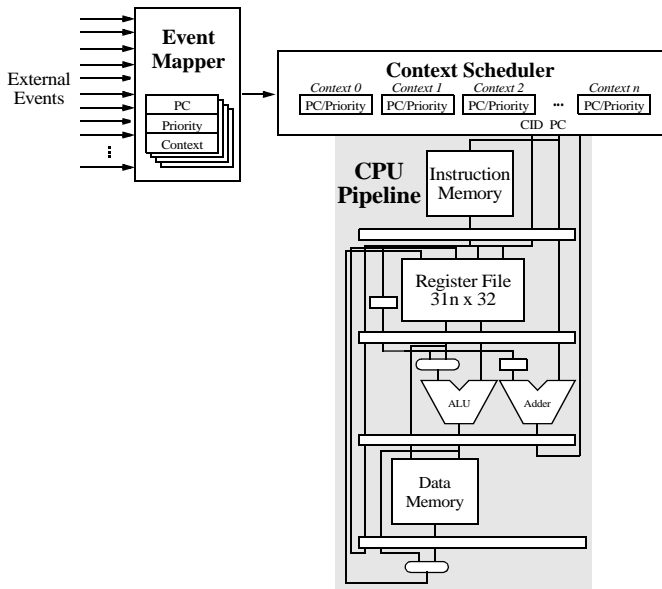 Event
Mapper
External
Events
PC
Priority
Context
Context Scheduler
Context 0
Context 1
Context 2
Context n
PC/Priority
PC/Priority
PC/Priority
...
PC/Priority
CID PC
CPU
Pipeline
Instruction
Memory
Register File
31n x 32
ALU
Adder
Data
Memory